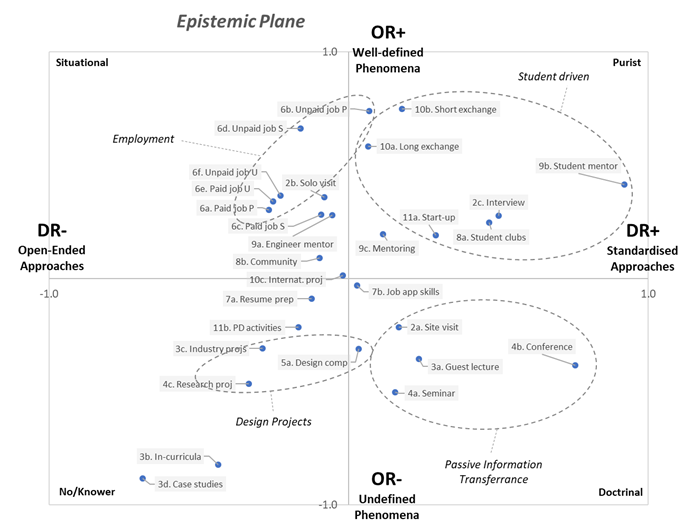 Epistemic Plane
OR+
1.0
Well-defined
Phenomena
Situational
Purist
Student driven
6b. Unpaid job P
10b. Short exchange
6d. Unpaid job S
Employment
10a. Long exchange
9b. Student mentor
6f. Unpaid job U
2b. Solo visit
6e. Paid job U
2c. Interview
6a. Paid job P
11a. Start-up
6c. Paid job S
8a. Student clubs
DR-
Open-Ended
Approaches
DR+
Standardised
Approaches
9a. Engineer mentor
9c. Mentoring
8b. Community
10c. Internat. proj
-1.0
7b. Job app skills
1.0
7a. Resume prep
11b. PD activities
2a. Site visit
3c. Industry projs
4b. Conference
5a. Design comp
3a. Guest lecture
4c. Research proj
4a. Seminar
Design Projects
3b. In-curricula
Passive Information
Transferrance
3d. Case studies
No/Knower
OR-
Doctrinal
-1.0
Undefined
Phenomena